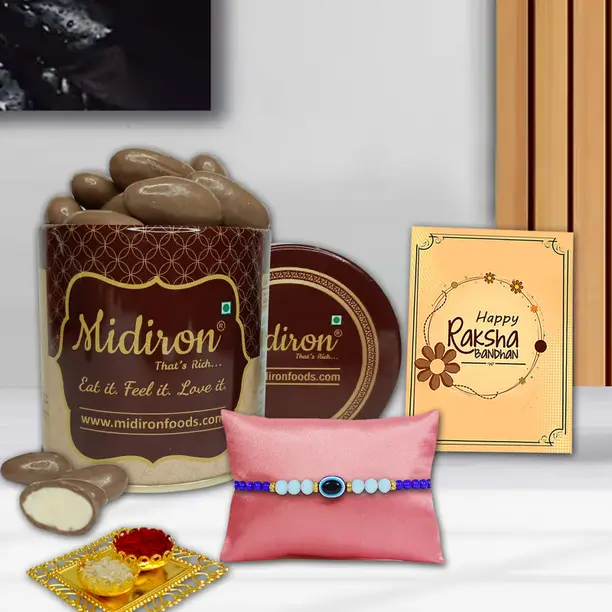 Midiron®
That's Rich...
Eat it. Feel it. Love it.
www.midironfoods.com
diron®
That's Rich...
dironfoods.com
Happy
Raksha
BANDHAN